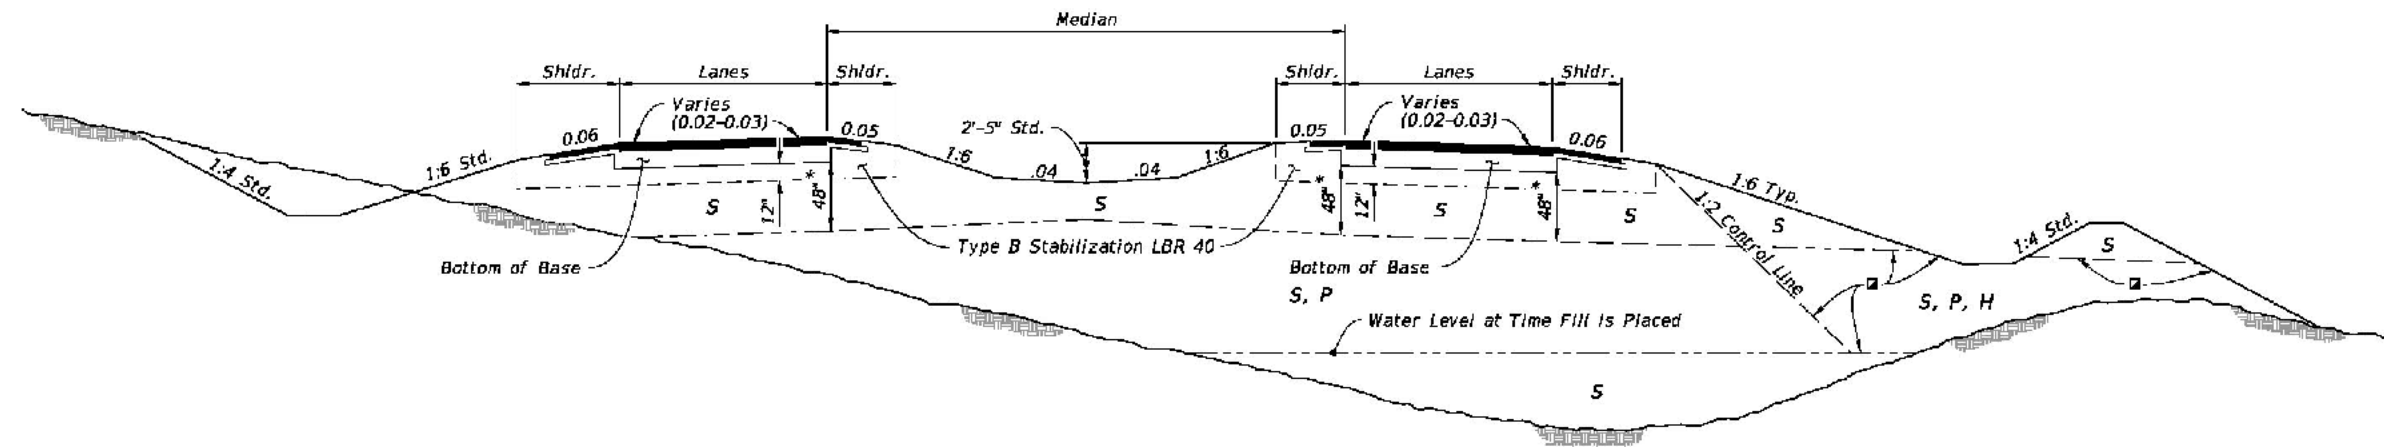 Median
Shldr.
Lanes
Shldr.
Shldr.
Lanes
Shldr.
Varies
(0.02-0.03)
2'-5" Std.
Varies
(0.02-0.03)
0.06
0.05
0.05
0.06
1:4 Std.
1:6 Std.
1:6
.04
.04
1:6
1:6 Typ.
1:2 Control Line
1:4 Std.
S
12"
48"
*
S
*
48"
12"
S
*
48"
S
S
S
Type B Stabilization LBR 40
Bottom of Base
Bottom of Base
S, P
S, P, H
Water Level at Time Fill is Placed
S